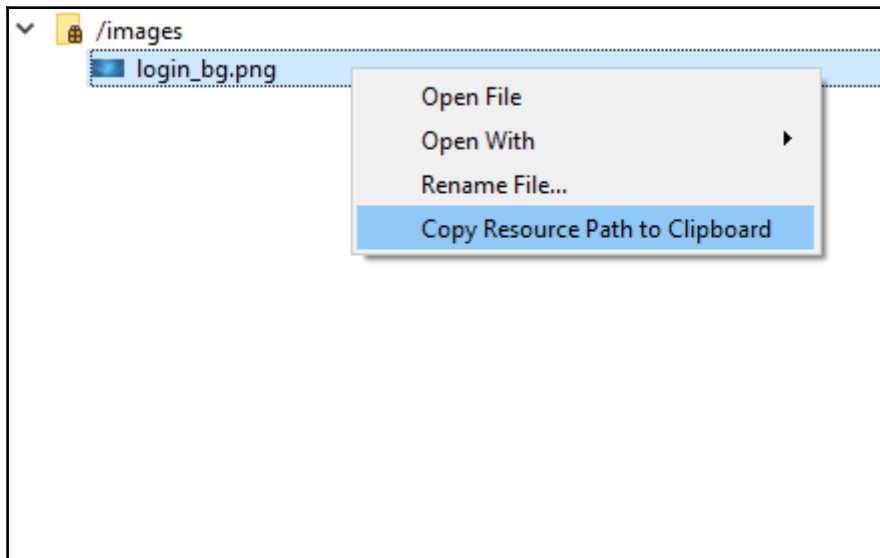 /images
login_bg.png
Open File
Open With
Rename File...
Copy Resource Path to Clipboard